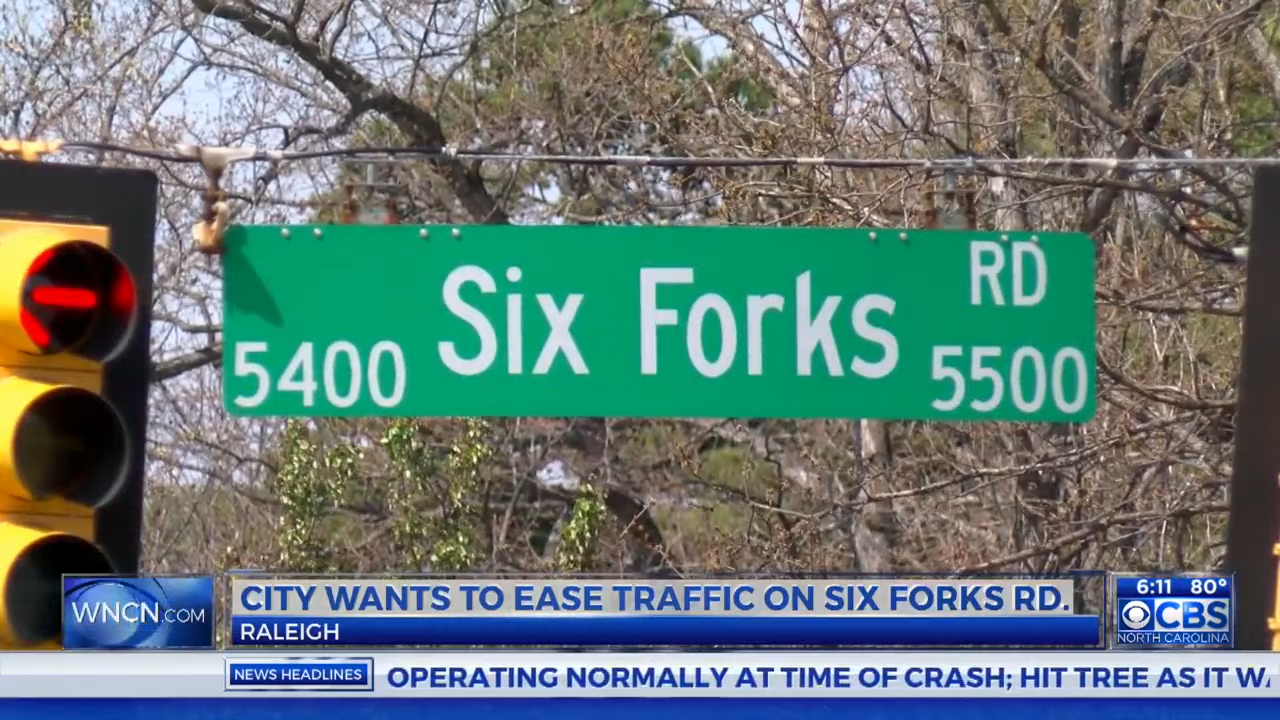 RD
5400 Six Forks 5500
WNCN.COM
CITY WANTS TO EASE TRAFFIC ON SIX FORKS RD.
RALEIGH
6:11 80°
CBS
NORTH CAROLINA
NEWS HEADLINES
OPERATING NORMALLY AT TIME OF CRASH; HIT TREE AS IT